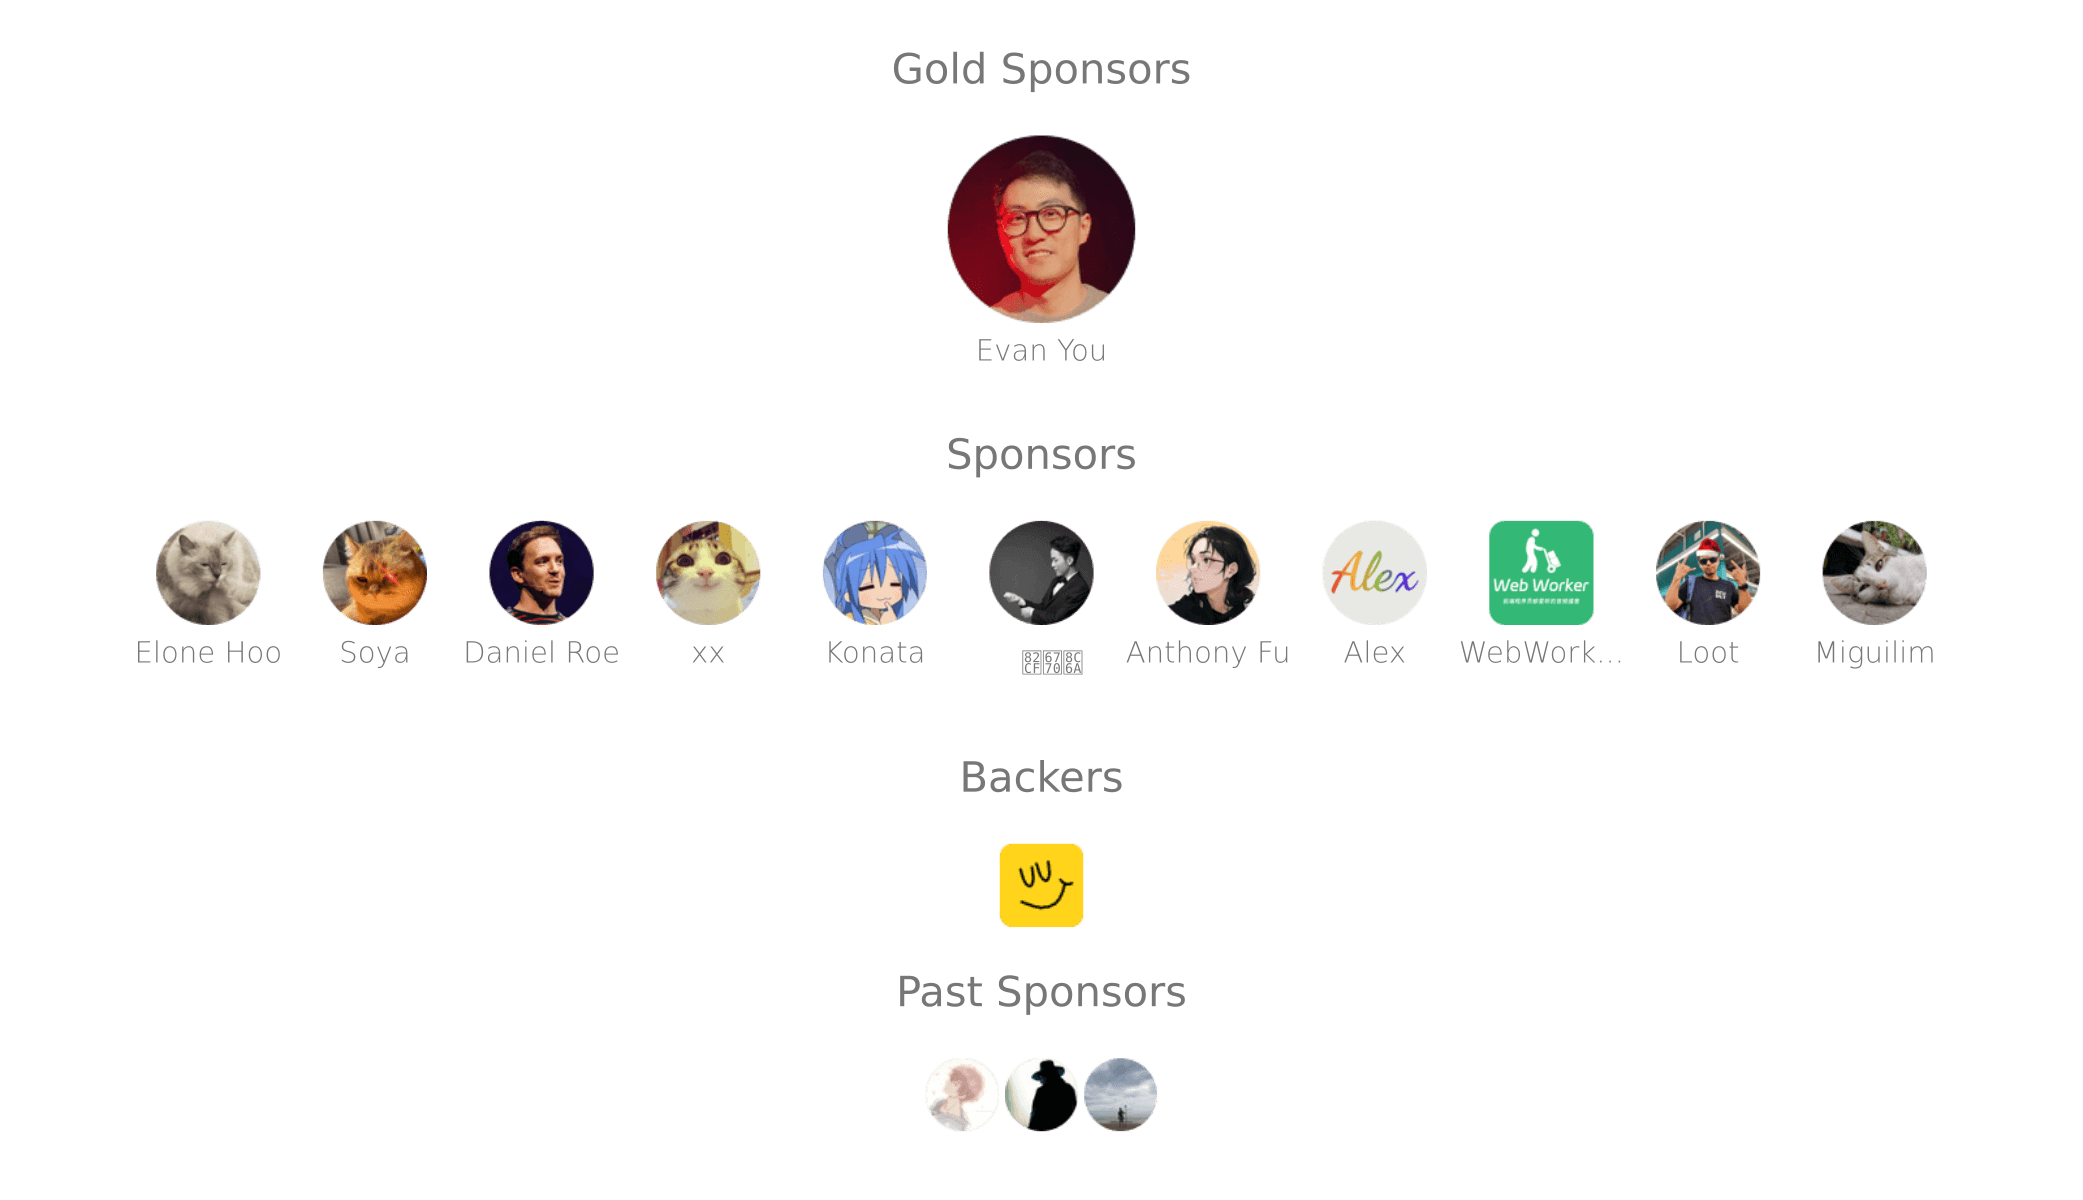 Gold Sponsors
Evan You
Sponsors
Alex
Web Worker
Elone Hoo
Soya
Daniel Roe
xx
Konata
Anthony Fu
Alex
WebWork...
Loot
Miguilim
Backers
Past Sponsors